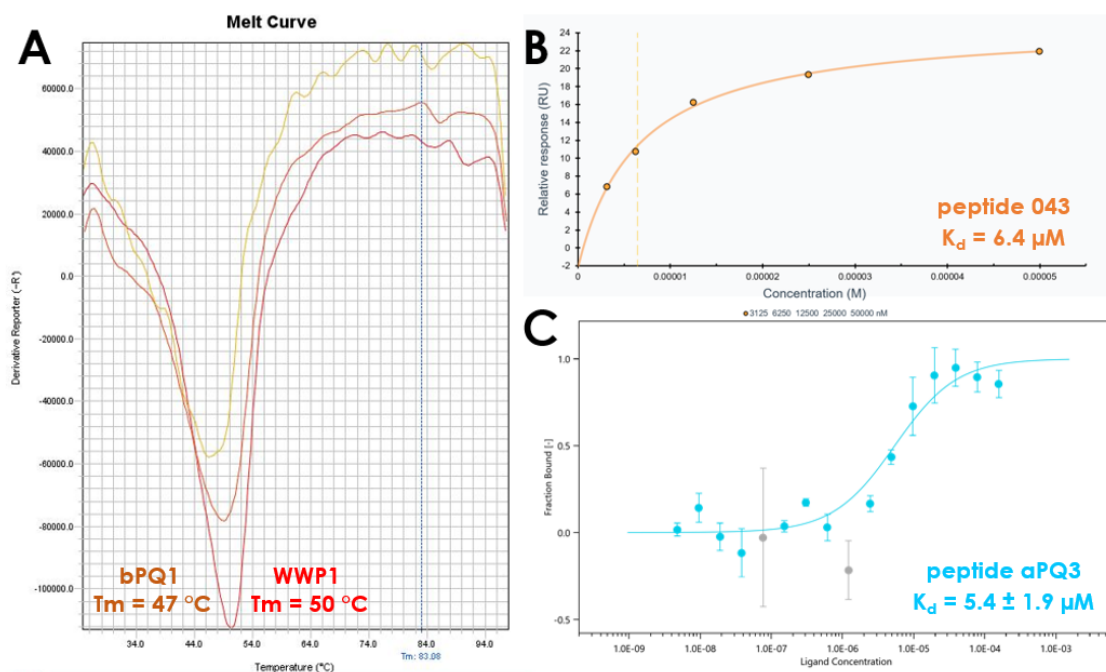 A
Melt Curve
60000.0
40000.0
20000.0
0.0
-20000.0
-40000.0
-60000.0
-80000.0
-100000.0
Derivative Reporter (-R')
bPQ1
Tm = 47 °C
WWP1
Tm = 50 °C
34.0 44.0 54.0 64.0 74.0 84.0 94.0
Tm: 83.08
Temperature (°C)
B
24
22
20
18
16
14
12
10
8
6
4
2
0
-2
Relative response (RU)
peptide 043
Kd = 6.4 µM
0 0.00001 0.00002 0.00003 0.00004 0.00005
Concentration (M)
3125 6250 12500 25000 50000 nM
C
1.0
0.5
0.0
-0.5
Fraction Bound [-]
peptide aPQ3
Kd = 5.4 ± 1.9 µM
1.0E-09 1.0E-08 1.0E-07 1.0E-06 1.0E-05 1.0E-04 1.0E-03
Ligand Concentration